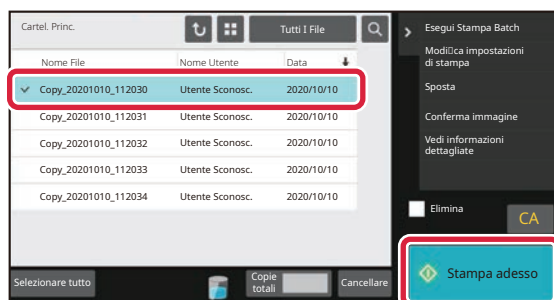 Cartel. Princ.
Tutti I File
Nome File Nome Utente Data
Copy_20201010_112030 Utente Sconosc. 2020/10/10
Copy_20201010_112031 Utente Sconosc. 2020/10/10
Copy_20201010_112032 Utente Sconosc. 2020/10/10
Copy_20201010_112033 Utente Sconosc. 2020/10/10
Copy_20201010_112034 Utente Sconosc. 2020/10/10
Selezionare tutto
Copie
totali
Cancellare
Esegui Stampa Batch
Modi▯ca impostazioni
di stampa
Sposta
Conferma immagine
Vedi informazioni
dettagliate
Elimina
CA
Stampa adesso